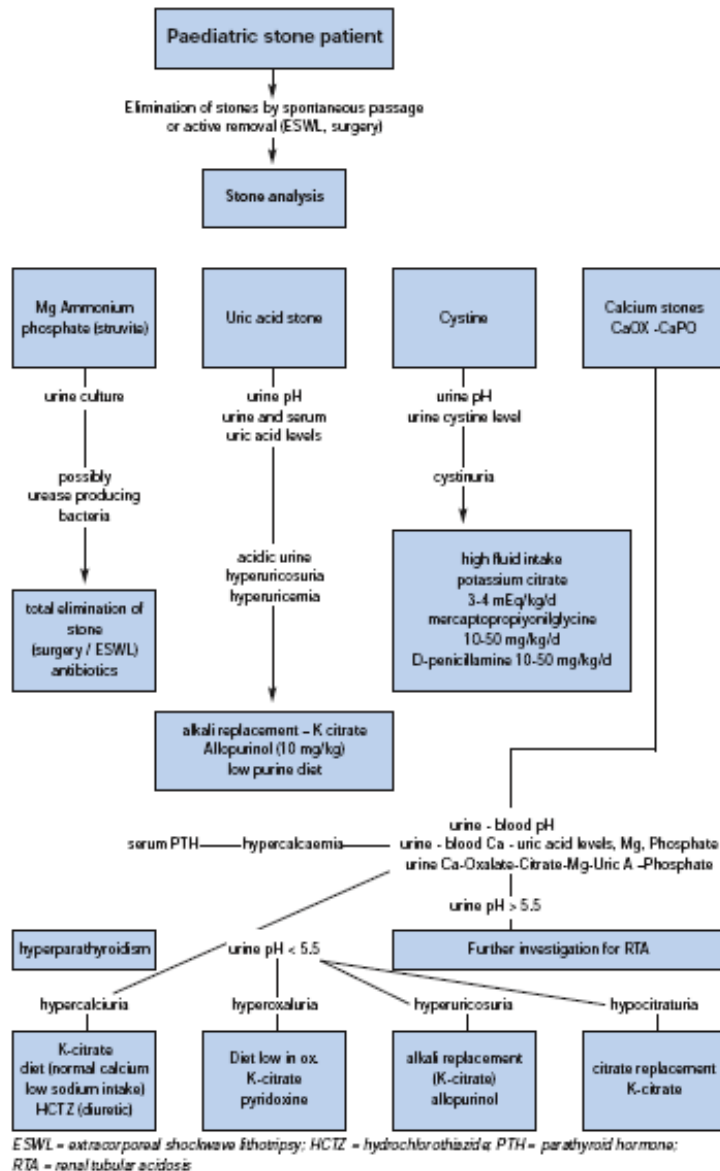 Paediatric stone patient
Elimination of stones by spontaneous passage
or active removal (ESWL, surgery)
Stone analysis
Mg Ammonium
phosphate (struvite)
Uric acid stone
Cystine
Calcium stones
CaOX -CaPO
urine culture
urine pH
urine and serum
uric acid levels
urine pH
urine cystine level
possibly
urease producing
bacteria
cystinuria
acidic urine
hyperuricosuria
hyperuricemia
high fluid intake
potassium citrate
3-4 mEq/kg/d
mercaptopropiyonilglycine
10-50 mg/kg/d
D-penicillamine 10-50 mg/kg/d
total elimination of
stone
(surgery / ESWL)
antibiotics
alkali replacement – K citrate
Allopurinol (10 mg/kg)
low purine diet
urine - blood pH
serum PTH
hypercalcaemia
urine - blood Ca - uric acid levels, Mg, Phosphate
urine Ca-Oxalate-Citrate-Mg-Uric A -Phosphate
urine pH > 5.5
hyperparathyroidism
urine pH < 5.5
Further investigation for RTA
hypercalciuria
hyperoxaluria
hyperuricosuria
hypocitraturia
K-citrate
diet (normal calcium
low sodium intake)
HCTZ (diuretic)
Diet low in ox.
K-citrate
pyridoxine
alkali replacement
(K-citrate)
allopurinol
citrate replacement
K-citrate
ESWL = extracorporeal shockwave lithotripsy; HCTZ = hydrochlorothiazide; PTH = parathyroid hormone;
RTA = renal tubular acidosis